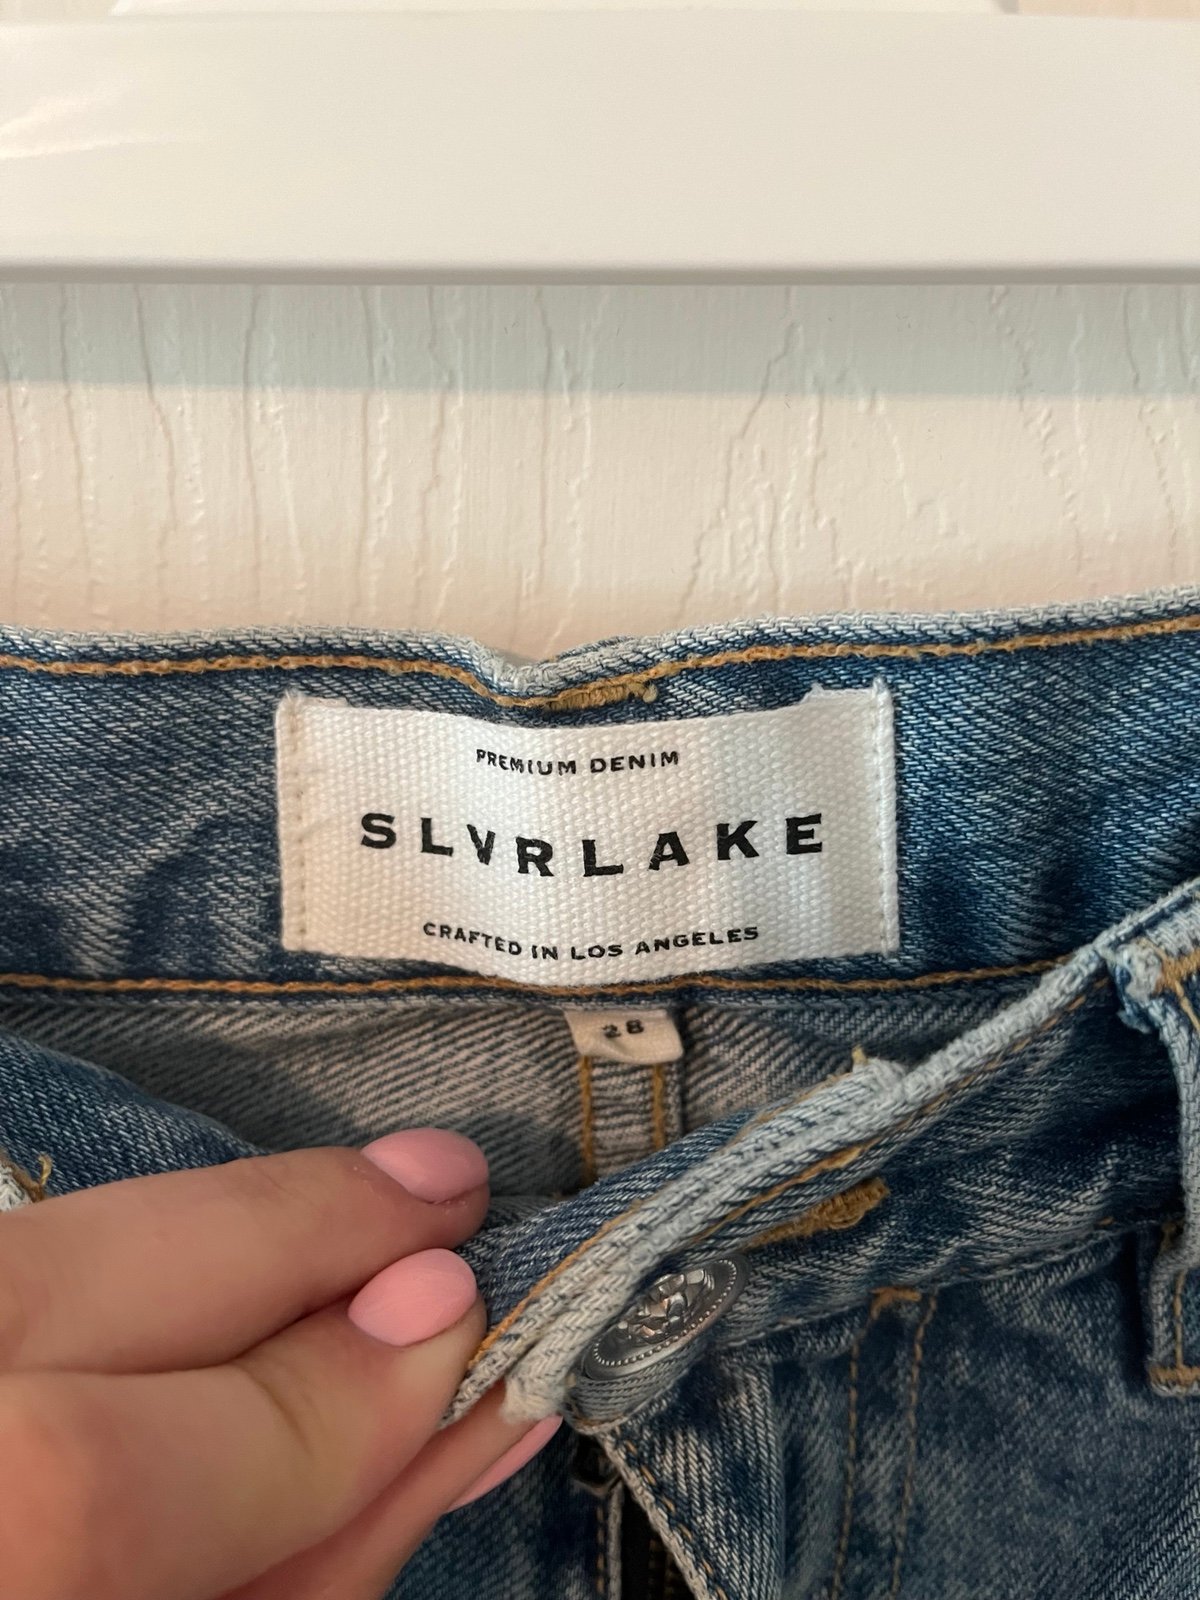 PREMIUM DENIM
SLVRLAKE
CRAFTED IN LOS ANGELES
28